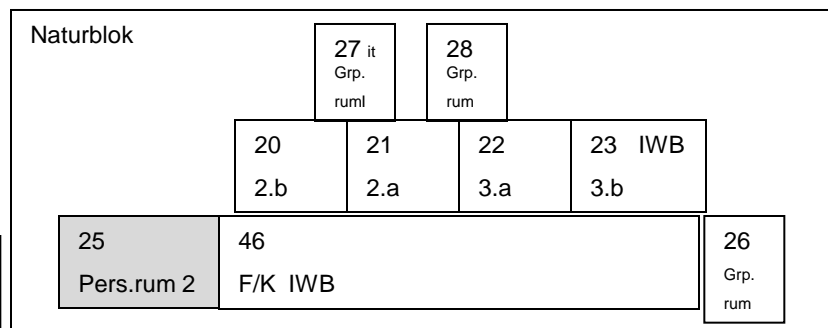 Naturblok
27 it
Grp.
ruml
28
Grp.
rum
20
2.b
21
2.a
22
3.a
23 IWB
3.b
25
Pers.rum 2
46
F/K IWB
26
Grp.
rum